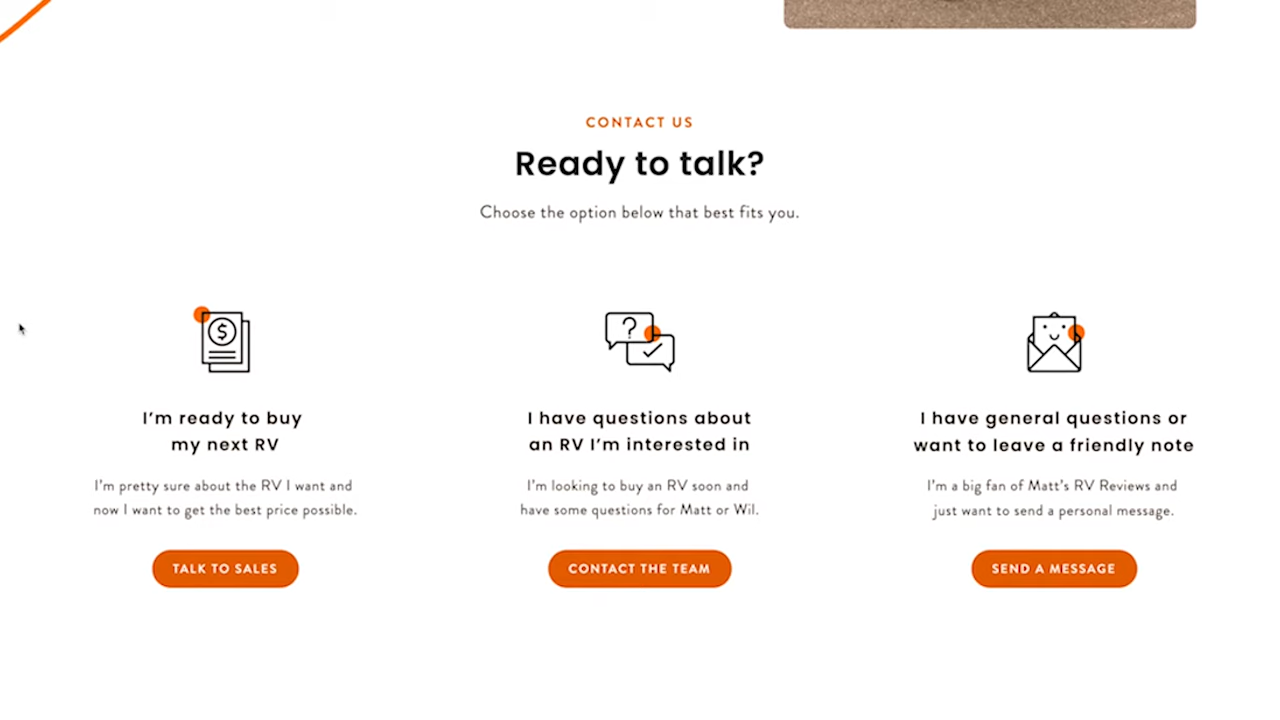 CONTACT US
Ready to talk?
Choose the option below that best fits you.
$
?
I'm ready to buy
my next RV
I'm pretty sure about the RV I want and
now I want to get the best price possible.
TALK TO SALES
I have questions about
an RV I'm interested in
I'm looking to buy an RV soon and
have some questions for Matt or Wil.
CONTACT THE TEAM
I have general questions or
want to leave a friendly note
I'm a big fan of Matt's RV Reviews and
just want to send a personal message.
SEND A MESSAGE